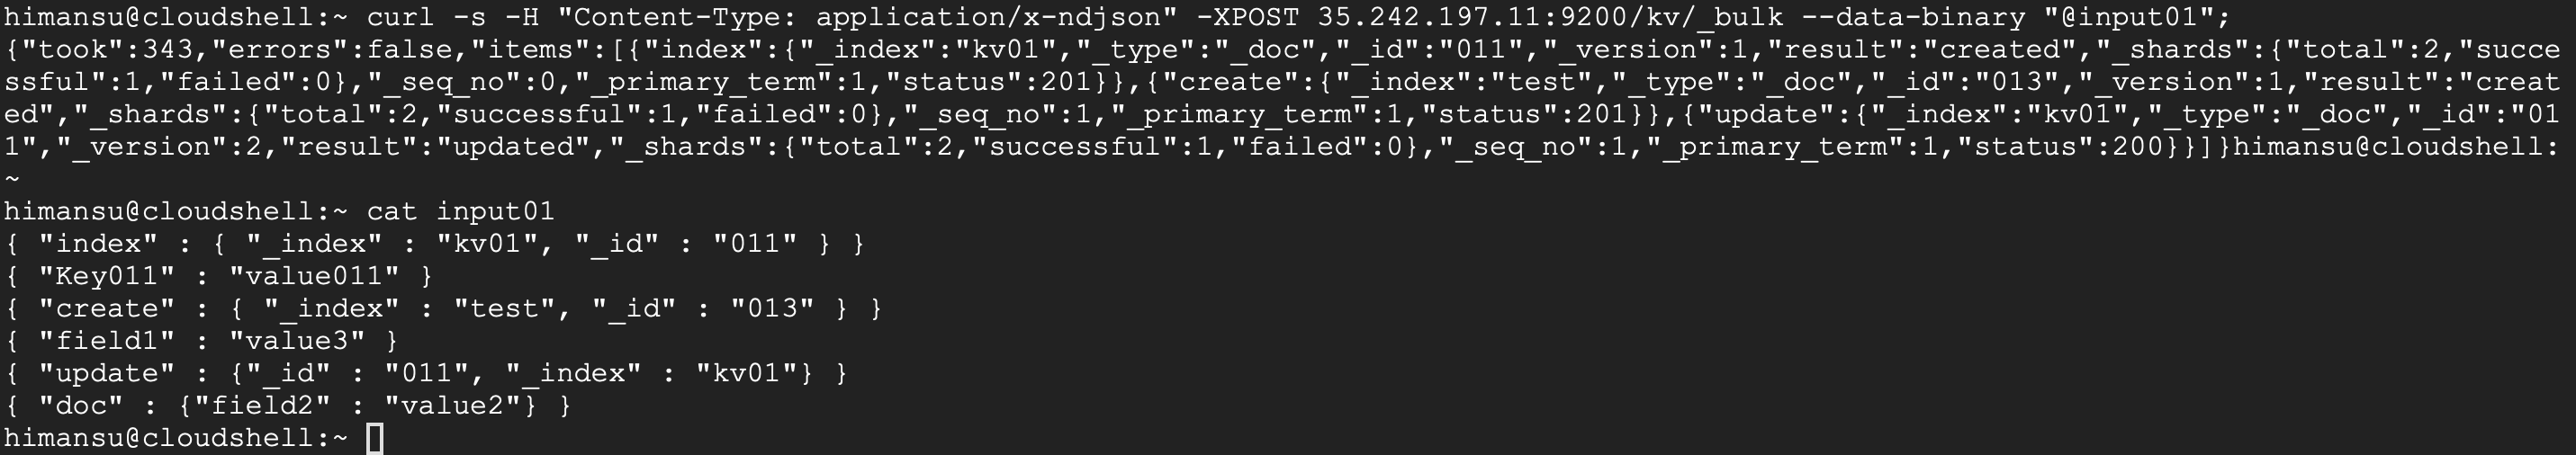 himansu@cloudshell:~ curl -s -H "Content-Type: application/x-ndjson" -XPOST 35.242.197.11:9200/kv/_bulk --data-binary "@input01";
{"took":343,"errors":false,"items":[{"index":{"_index":"kv01","_type":"_doc","_id":"011","_version":1,"result":"created","_shards":{"total":2,"succe
ssful":1,"failed":0},"_seq_no":0,"_primary_term":1,"status":201}},{"create":{"_index":"test","_type":"_doc","_id":"013","_version":1,"result":"creat
ed","_shards":{"total":2,"successful":1,"failed":0},"_seq_no":1,"_primary_term":1,"status":201}},{"update":{"_index":"kv01","_type":"_doc","_id":"01
1","_version":2,"result":"updated","_shards":{"total":2,"successful":1,"failed":0},"_seq_no":1,"_primary_term":1,"status":200}}]}himansu@cloudshell:
~
himansu@cloudshell:~ cat input01
{ "index" : { "_index" : "kv01", "_id" : "011" } }
{ "Key011" : "value011" }
{ "create" : { "_index" : "test", "_id" : "013" } }
{ "field1" : "value3" }
{ "update" : {"_id" : "011", "_index" : "kv01"} }
{ "doc" : {"field2" : "value2"} }
himansu@cloudshell:~